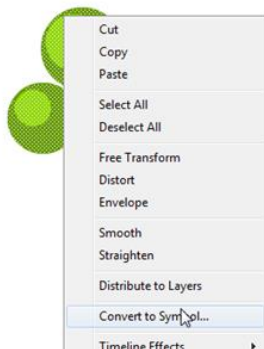 Cut
Copy
Paste
Select All
Deselect All
Free Transform
Distort
Envelope
Smooth
Straighten
Distribute to Layers
Convert to Symbol...
Timeline Effects